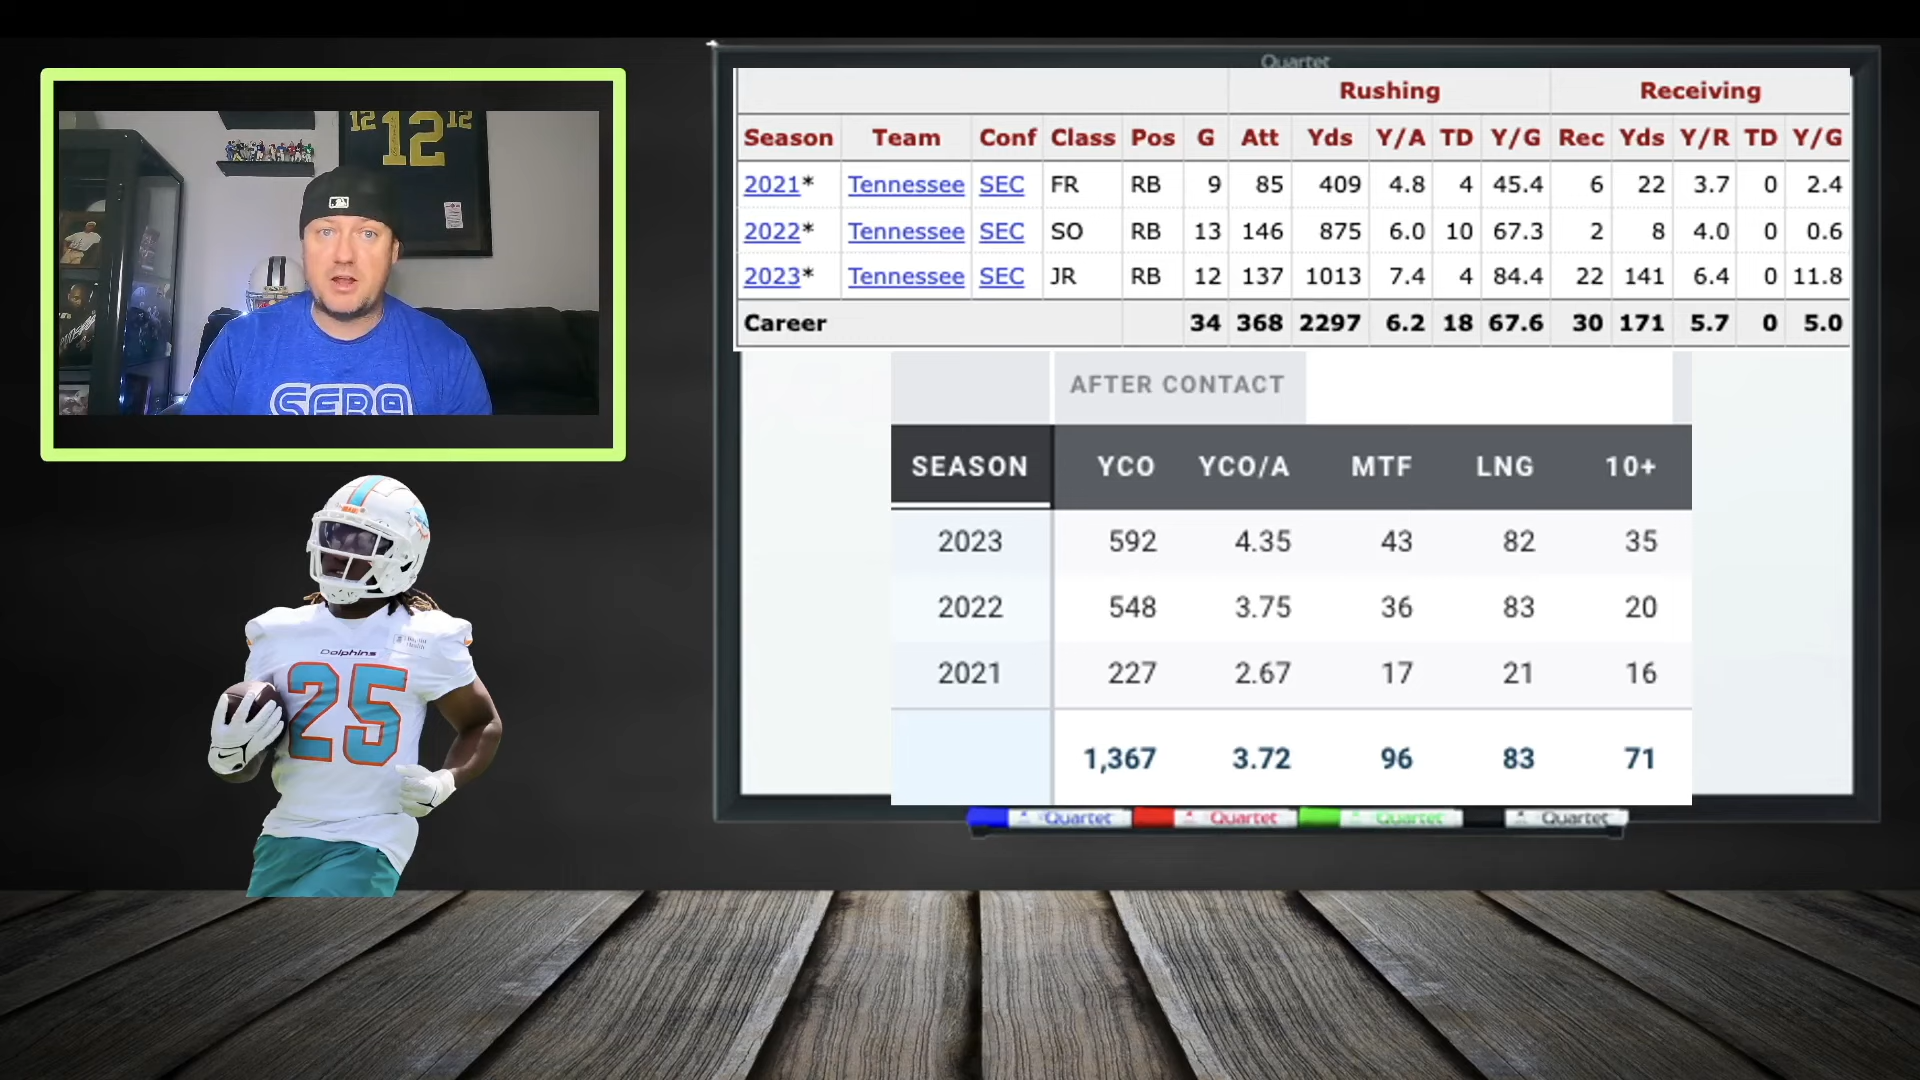 Quartet
Rushing Receiving
Season Team Conf Class Pos G Att Yds Y/A TD Y/G Rec Yds Y/R TD Y/G
2021* Tennessee SEC FR RB 9 85 409 4.8 4 45.4 6 22 3.7 0 2.4
2022* Tennessee SEC SO RB 13 146 875 6.0 10 67.3 2 8 4.0 0 0.6
2023* Tennessee SEC JR RB 12 137 1013 7.4 4 84.4 22 141 6.4 0 11.8
Career 34 368 2297 6.2 18 67.6 30 171 5.7 0 5.0
AFTER CONTACT
SEASON YCO YCO/A MTF LNG 10+
2023 592 4.35 43 82 35
2022 548 3.75 36 83 20
2021 227 2.67 17 21 16
1,367 3.72 96 83 71
Quartet Quartet Quartet Quartet
12 12 12
Dolphins
25